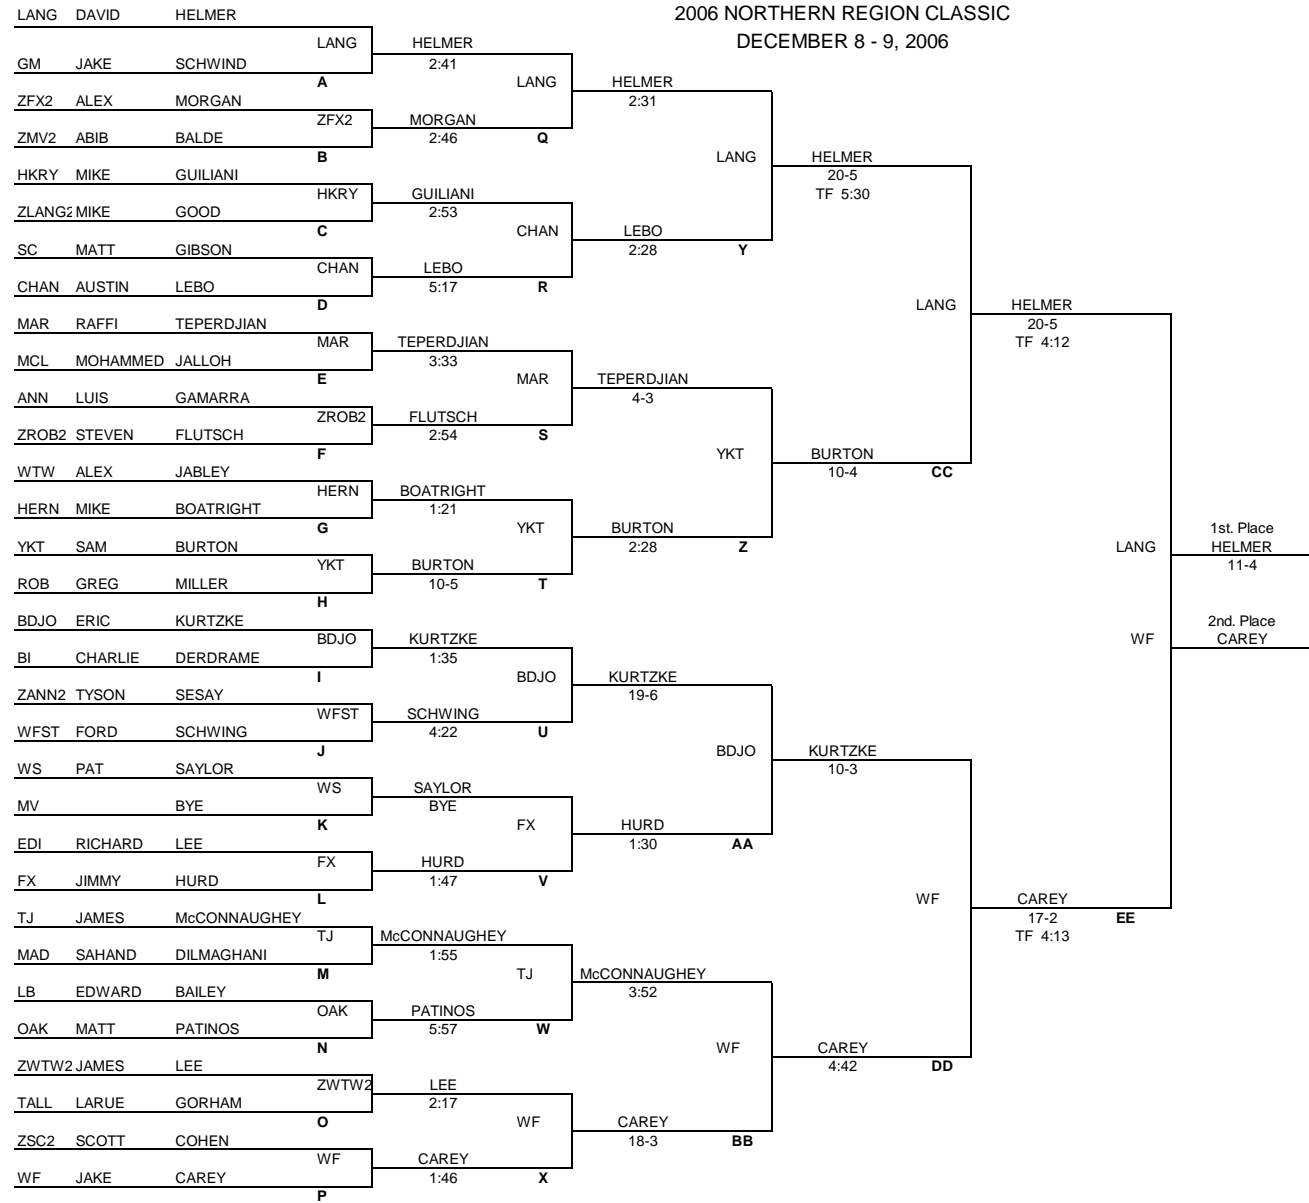 2006 NORTHERN REGION CLASSIC
DECEMBER 8 - 9, 2006
LANG DAVID HELMER
GM JAKE SCHWIND
ZFX2 ALEX MORGAN
ZMV2 ABIB BALDE
HKRY MIKE GUILIANI
ZLANG2 MIKE GOOD
SC MATT GIBSON
CHAN AUSTIN LEBO
MAR RAFFI TEPERDJIAN
MCL MOHAMMED JALLOH
ANN LUIS GAMARRA
ZROB2 STEVEN FLUTSCH
WTW ALEX JABLEY
HERN MIKE BOATRIGHT
YKT SAM BURTON
ROB GREG MILLER
BDJO ERIC KURTZKE
BI CHARLIE DERDRAME
ZANN2 TYSON SESAY
WFST FORD SCHWING
WS PAT SAYLOR
MV BYE
EDI RICHARD LEE
FX JIMMY HURD
TJ JAMES McCONNAUGHEY
MAD SAHAND DILMAGHANI
LB EDWARD BAILEY
OAK MATT PATINOS
ZWTW2 JAMES LEE
TALL LARUE GORHAM
ZSC2 SCOTT COHEN
WF JAKE CAREY
LANG HELMER
2:41
A
ZFX2 MORGAN
2:46
B
HKRY GUILIANI
2:53
C
CHAN LEBO
5:17
D
MAR TEPERDJIAN
3:33
E
ZROB2 FLUTSCH
2:54
F
HERN BOATRIGHT
1:21
G
YKT BURTON
10-5
H
BDJO KURTZKE
1:35
I
WFST SCHWING
4:22
J
WS SAYLOR
BYE
K
FX HURD
1:47
L
TJ McCONNAUGHEY
1:55
M
OAK PATINOS
5:57
N
ZWTW2 LEE
2:17
O
WF CAREY
1:46
P
LANG HELMER
2:31
Q
CHAN LEBO
2:28
R
MAR TEPERDJIAN
4-3
S
YKT BURTON
2:28
T
BDJO KURTZKE
19-6
U
FX HURD
1:30
V
TJ McCONNAUGHEY
3:52
W
WF CAREY
18-3
X
LANG HELMER
20-5
TF 5:30
Y
YKT BURTON
10-4
Z
BDJO KURTZKE
10-3
AA
WF CAREY
4:42
BB
LANG HELMER
20-5
TF 4:12
CC
WF CAREY
17-2
TF 4:13
DD
EE
1st. Place
LANG HELMER
11-4
2nd. Place
WF CAREY